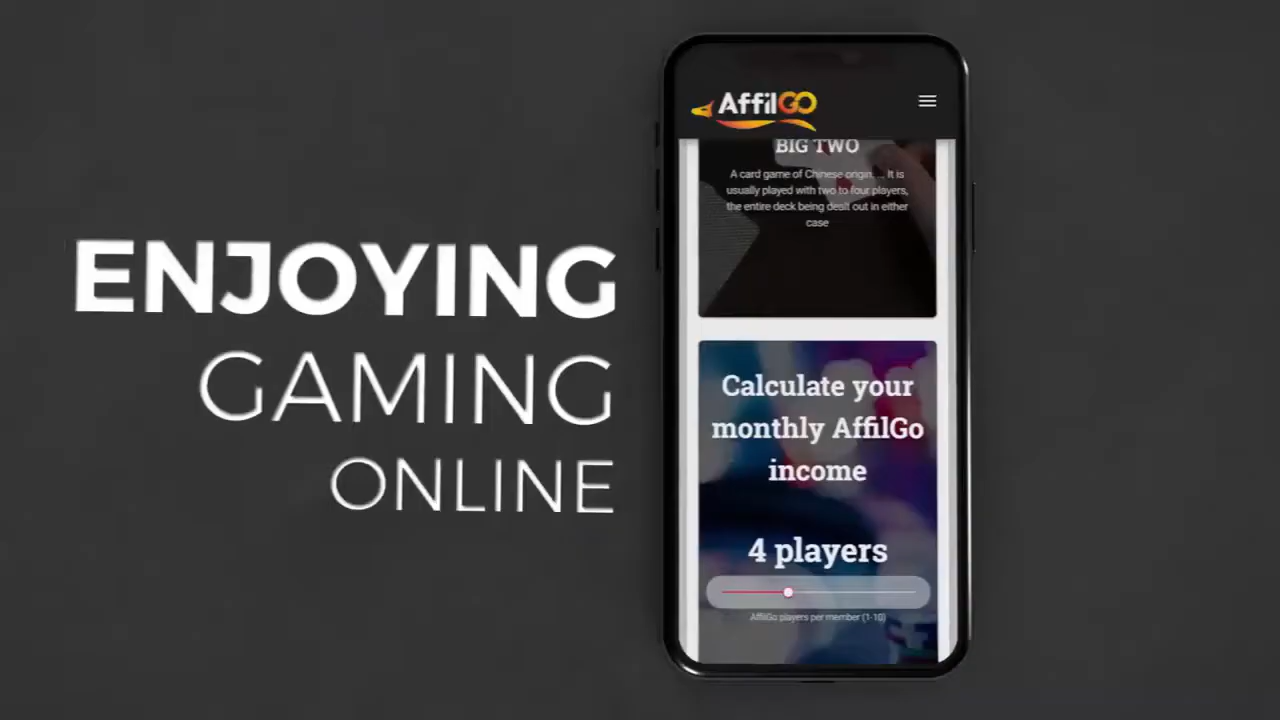 ENJOYING
GAMING
ONLINE
AffilGO
BIG TWO
A card game of Chinese origin.... It is
usually played with two to four players,
the entire deck being dealt out in either
case
Calculate your
monthly AffilGo
income
4 players
AffilGo players per member (1-10)